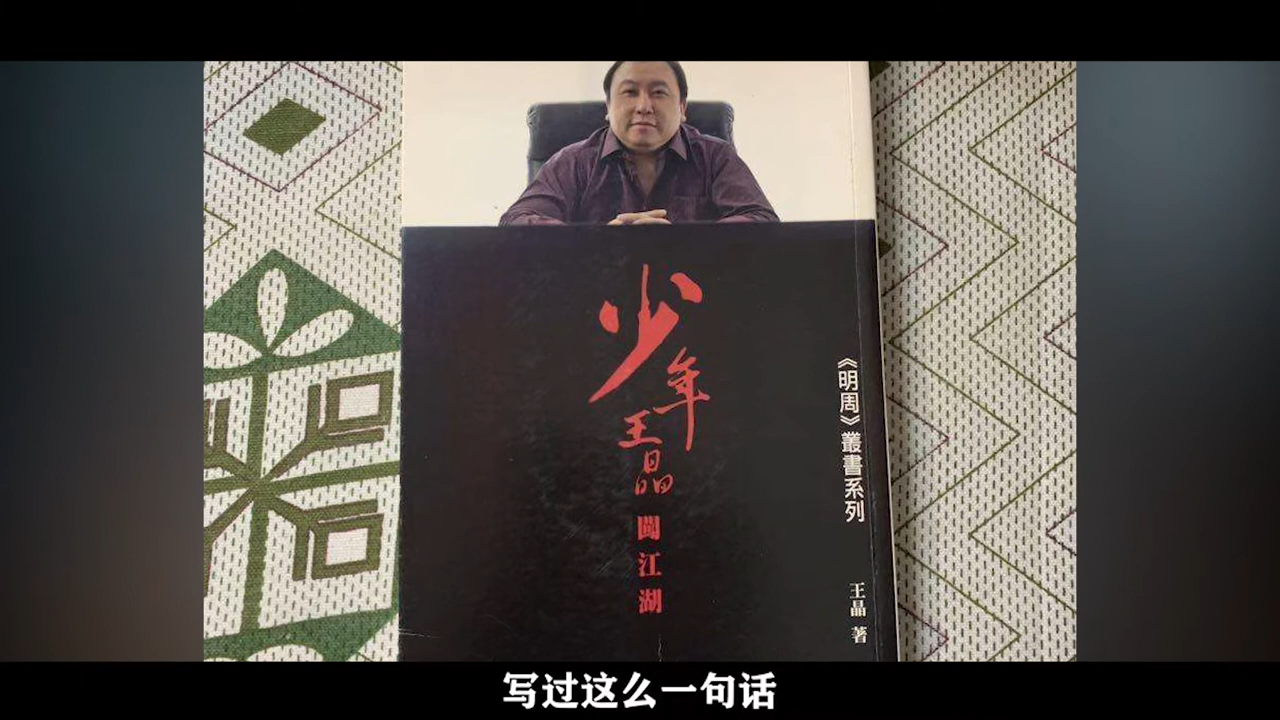 少年
王晶
闖江湖
《明周》叢書系列
王晶 著
写过这么一句话